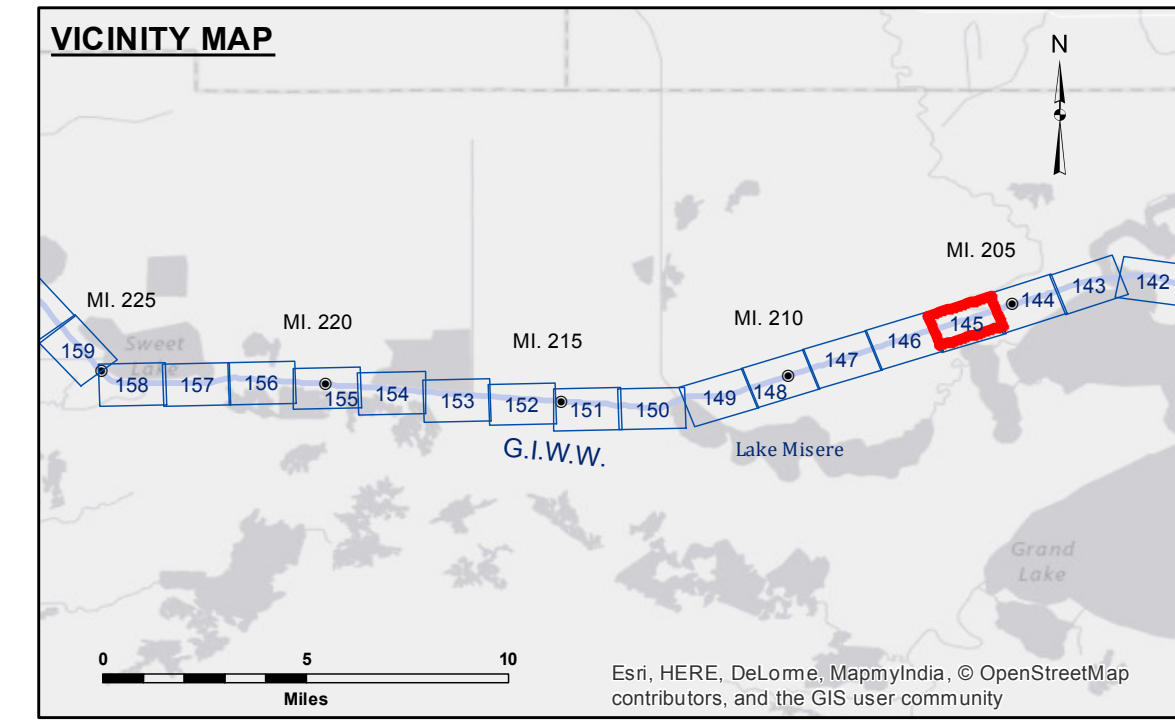 VICINITY MAP
N
MI. 205
MI. 225
MI. 220
MI. 215
MI. 210
142
143
144
145
146
147
148
149
150
151
152
153
154
155
156
157
158
159
Sweet
Lake
G.I.W.W.
Lake Misere
Grand
Lake
0 5 10
Miles
Esri, HERE, DeLorme, MapmyIndia, © OpenStreetMap
contributors, and the GIS user community